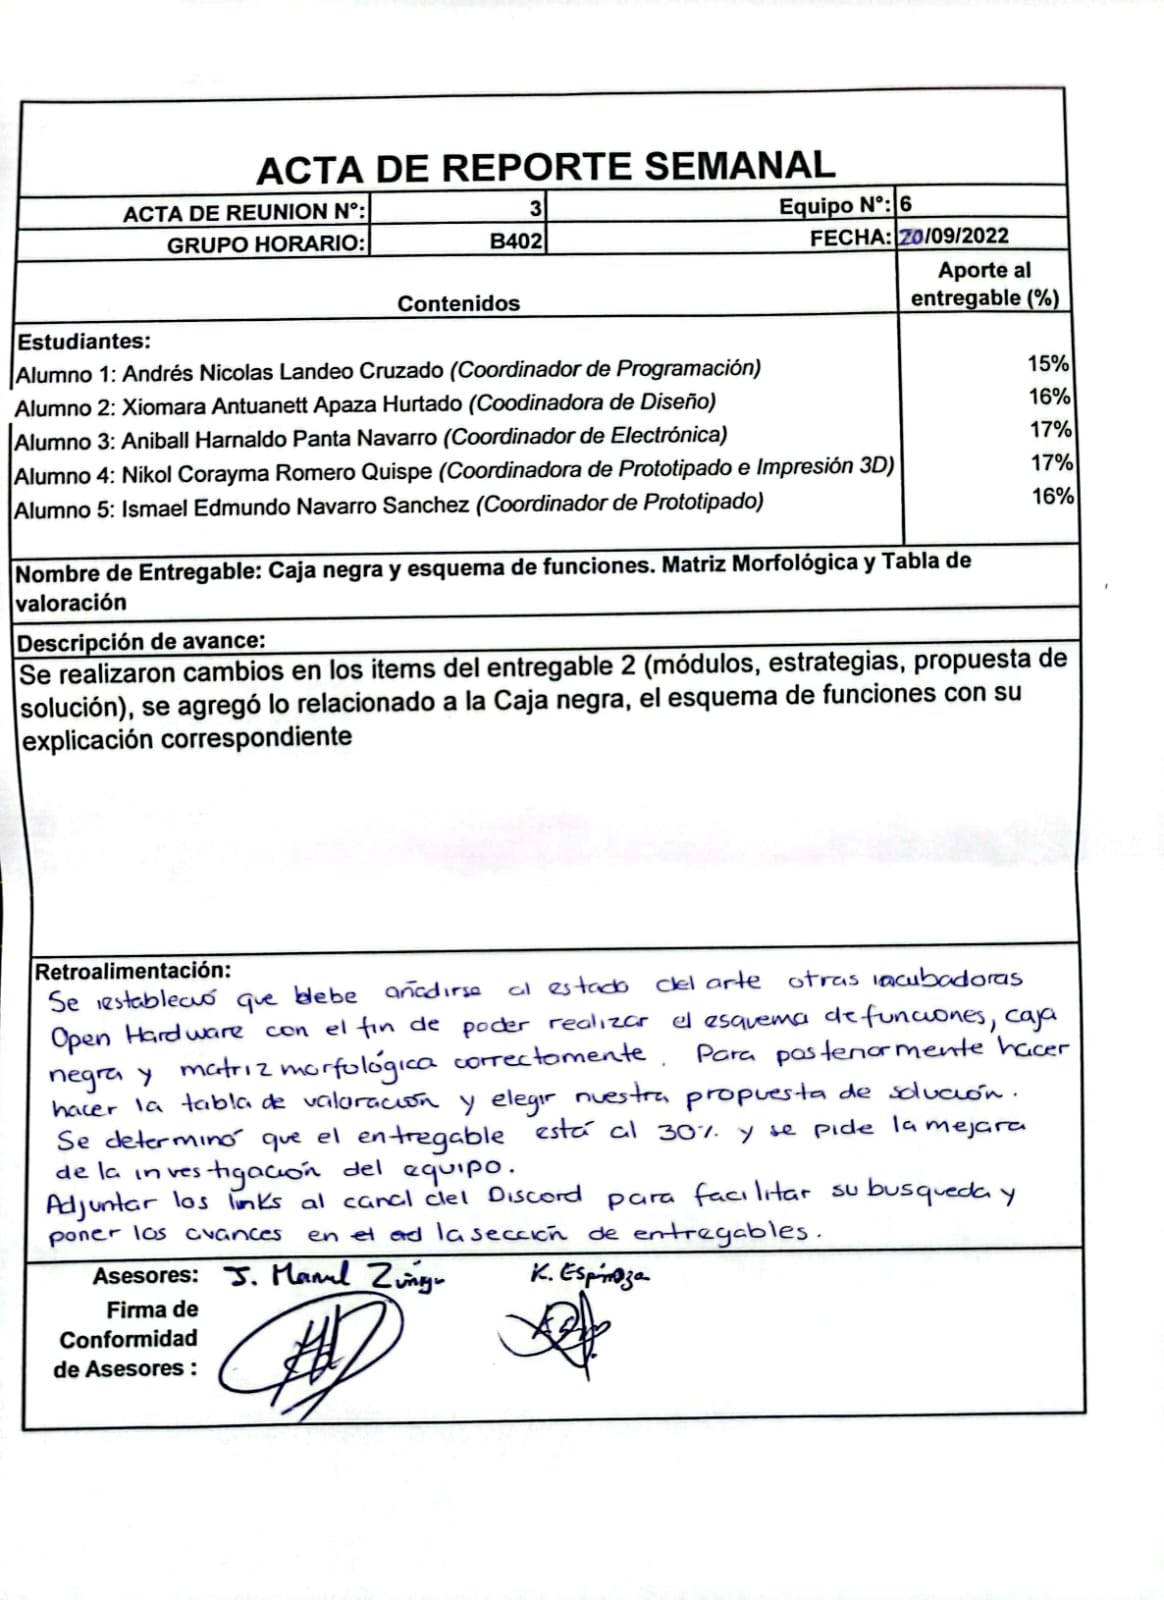 ACTA DE REPORTE SEMANAL
ACTA DE REUNION N°: 3 Equipo N°: 6
GRUPO HORARIO: B402 FECHA: 20/09/2022
Contenidos Aporte al entregable (%)
Estudiantes:
Alumno 1: Andrés Nicolas Landeo Cruzado (Coordinador de Programación) 15%
Alumno 2: Xiomara Antuanett Apaza Hurtado (Coodinadora de Diseño) 16%
Alumno 3: Aniball Harnaldo Panta Navarro (Coordinador de Electrónica) 17%
Alumno 4: Nikol Corayma Romero Quispe (Coordinadora de Prototipado e Impresión 3D) 17%
Alumno 5: Ismael Edmundo Navarro Sanchez (Coordinador de Prototipado) 16%
Nombre de Entregable: Caja negra y esquema de funciones. Matriz Morfológica y Tabla de
valoración
Descripción de avance:
Se realizaron cambios en los items del entregable 2 (módulos, estrategias, propuesta de
solución), se agregó lo relacionado a la Caja negra, el esquema de funciones con su
explicación correspondiente
Retroalimentación:
Se estableció que debe añadirse al estado del arte otras incubadoras
Open Hardware con el fin de poder realizar el esquema de funciones, caja
negra y matriz morfológica correctamente. Para posteriormente hacer
hacer la tabla de valoración y elegir nuestra propuesta de solución.
Se determinó que el entregable está al 30% y se pide la mejora
de la investigación del equipo.
Adjuntar los links al canal del Discord para facilitar su busqueda y
poner los avances en la sección de entregables.
Asesores: J. Manuel Zúñiga K. Espinoza
Firma de
Conformidad
de Asesores :